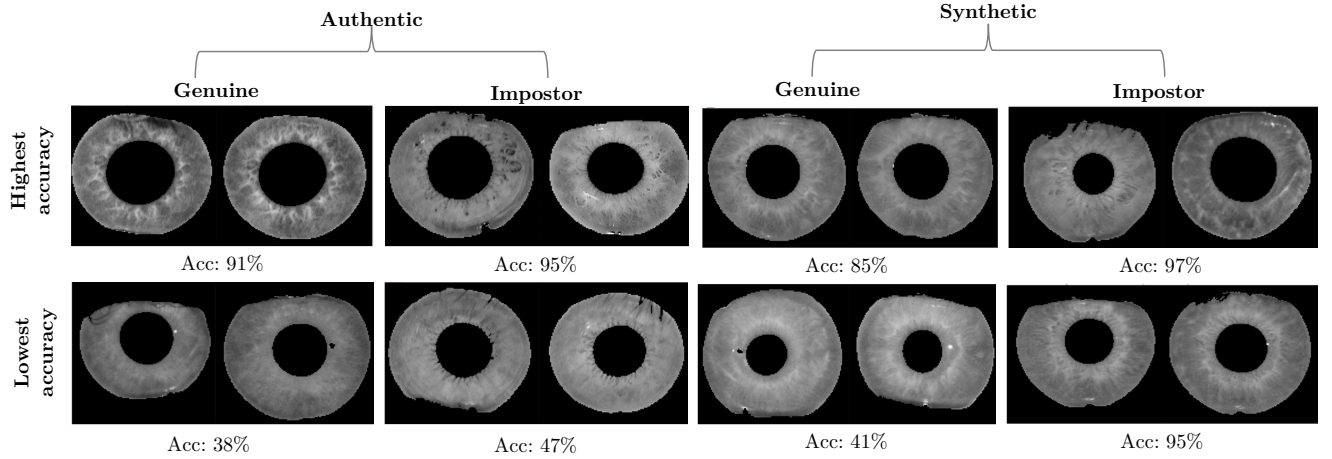 Authentic
Synthetic
Genuine
Impostor
Genuine
Impostor
Highest
accuracy
Acc: 91%
Acc: 95%
Acc: 85%
Acc: 97%
Lowest
accuracy
Acc: 38%
Acc: 47%
Acc: 41%
Acc: 95%